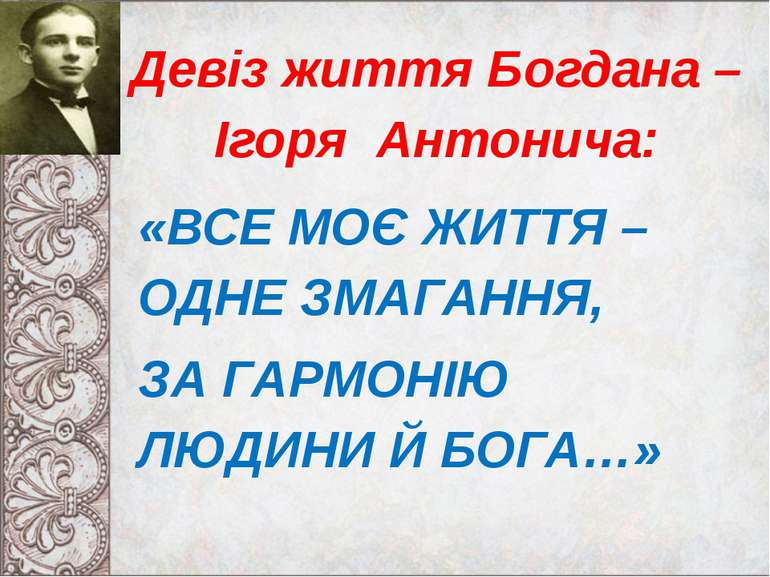 Девіз життя Богдана –
Ігоря Антонича:
«ВСЕ МОЄ ЖИТТЯ –
ОДНЕ ЗМАГАННЯ,
ЗА ГАРМОНІЮ
ЛЮДИНИ Й БОГА…»